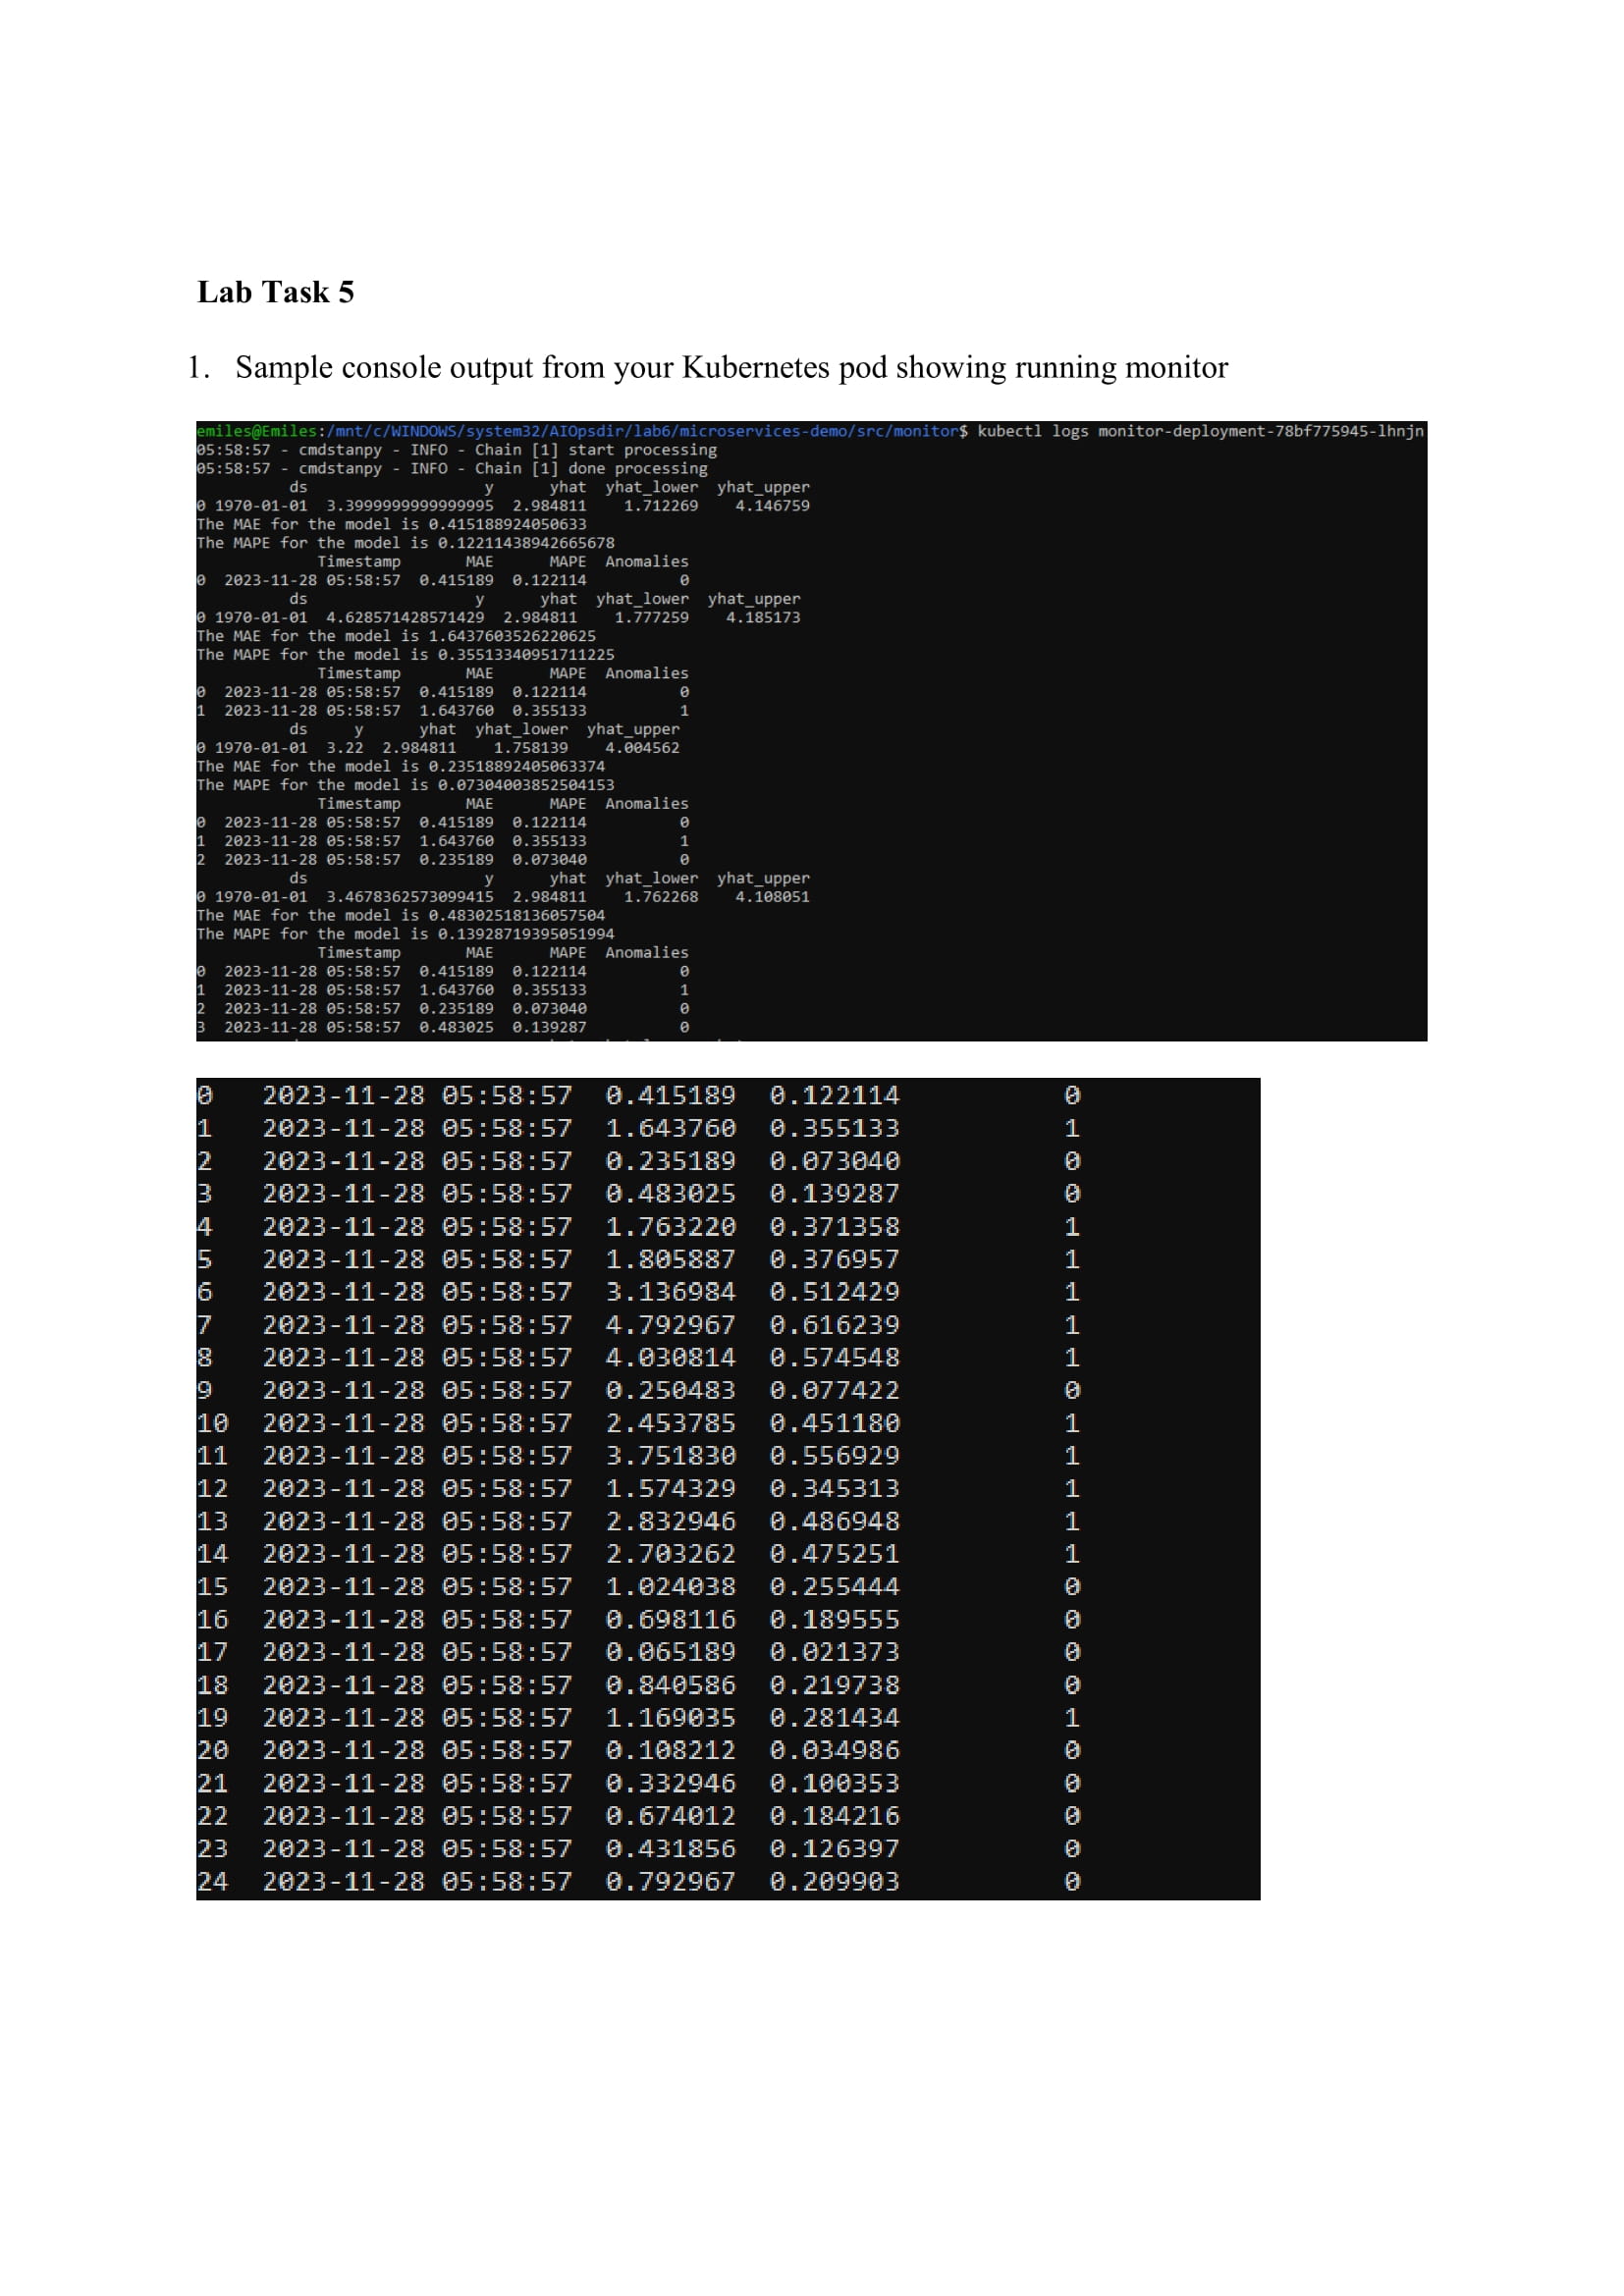 Lab Task 5
1. Sample console output from your Kubernetes pod showing running monitor
emiles@Emiles:/mnt/c/WINDOWS/system32/AIOpsdir/lab6/microservices-demo/src/monitor$ kubectl logs monitor-deployment-78bf775945-lhnjn
05:58:57 - cmdstanpy - INFO - Chain [1] start processing
05:58:57 - cmdstanpy - INFO - Chain [1] done processing
ds y yhat yhat_lower yhat_upper
0 1970-01-01 3.3999999999999995 2.984811 1.712269 4.146759
The MAE for the model is 0.415188924050633
The MAPE for the model is 0.12211438942665678
Timestamp MAE MAPE Anomalies
0 2023-11-28 05:58:57 0.415189 0.122114 0
ds y yhat yhat_lower yhat_upper
0 1970-01-01 4.628571428571429 2.984811 1.777259 4.185173
The MAE for the model is 1.6437603526220625
The MAPE for the model is 0.35513340951711225
Timestamp MAE MAPE Anomalies
0 2023-11-28 05:58:57 0.415189 0.122114 0
1 2023-11-28 05:58:57 1.643760 0.355133 1
ds y yhat yhat_lower yhat_upper
0 1970-01-01 3.22 2.984811 1.758139 4.004562
The MAE for the model is 0.23518892405063374
The MAPE for the model is 0.07304003852504153
Timestamp MAE MAPE Anomalies
0 2023-11-28 05:58:57 0.415189 0.122114 0
1 2023-11-28 05:58:57 1.643760 0.355133 1
2 2023-11-28 05:58:57 0.235189 0.073040 0
ds y yhat yhat_lower yhat_upper
0 1970-01-01 3.4678362573099415 2.984811 1.762268 4.108051
The MAE for the model is 0.48302518136057504
The MAPE for the model is 0.13928719395051994
Timestamp MAE MAPE Anomalies
0 2023-11-28 05:58:57 0.415189 0.122114 0
1 2023-11-28 05:58:57 1.643760 0.355133 1
2 2023-11-28 05:58:57 0.235189 0.073040 0
3 2023-11-28 05:58:57 0.483025 0.139287 0
0 2023-11-28 05:58:57 0.415189 0.122114 0
1 2023-11-28 05:58:57 1.643760 0.355133 1
2 2023-11-28 05:58:57 0.235189 0.073040 0
3 2023-11-28 05:58:57 0.483025 0.139287 0
4 2023-11-28 05:58:57 1.763220 0.371358 1
5 2023-11-28 05:58:57 1.805887 0.376957 1
6 2023-11-28 05:58:57 3.136984 0.512429 1
7 2023-11-28 05:58:57 4.792967 0.616239 1
8 2023-11-28 05:58:57 4.030814 0.574548 1
9 2023-11-28 05:58:57 0.250483 0.077422 0
10 2023-11-28 05:58:57 2.453785 0.451180 1
11 2023-11-28 05:58:57 3.751830 0.556929 1
12 2023-11-28 05:58:57 1.574329 0.345313 1
13 2023-11-28 05:58:57 2.832946 0.486948 1
14 2023-11-28 05:58:57 2.703262 0.475251 1
15 2023-11-28 05:58:57 1.024038 0.255444 0
16 2023-11-28 05:58:57 0.698116 0.189555 0
17 2023-11-28 05:58:57 0.065189 0.021373 0
18 2023-11-28 05:58:57 0.840586 0.219738 0
19 2023-11-28 05:58:57 1.169035 0.281434 1
20 2023-11-28 05:58:57 0.108212 0.034986 0
21 2023-11-28 05:58:57 0.332946 0.100353 0
22 2023-11-28 05:58:57 0.674012 0.184216 0
23 2023-11-28 05:58:57 0.431856 0.126397 0
24 2023-11-28 05:58:57 0.792967 0.209903 0